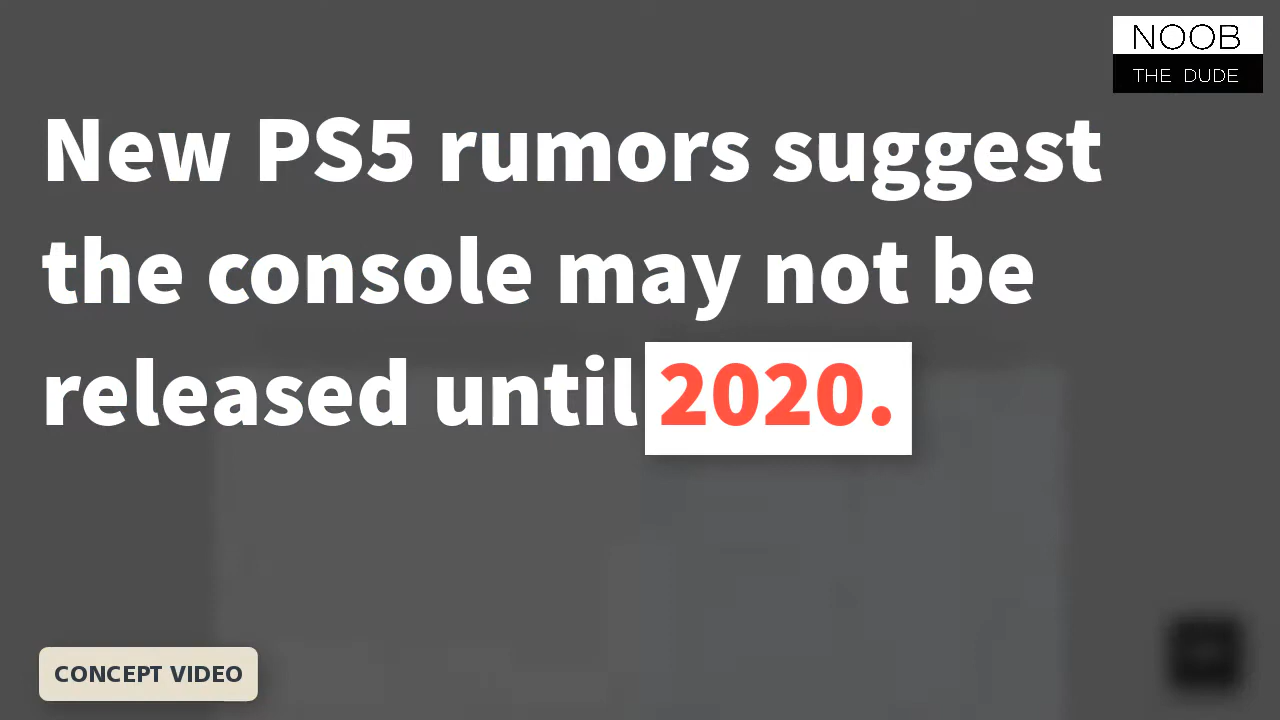 NOOB
THE DUDE
New PS5 rumors suggest
the console may not be
released until 2020.
CONCEPT VIDEO